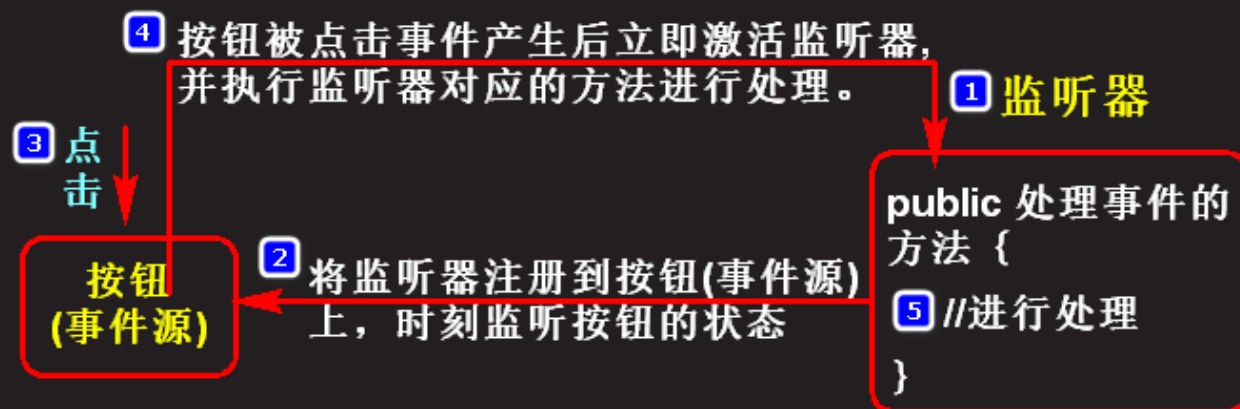 4 按钮被点击事件产生后立即激活监听器,
并执行监听器对应的方法进行处理。
1 监听器
3 点
击
public 处理事件的
方法 {
2 将监听器注册到按钮(事件源)
上，时刻监听按钮的状态
按钮
(事件源)
5 //进行处理
}